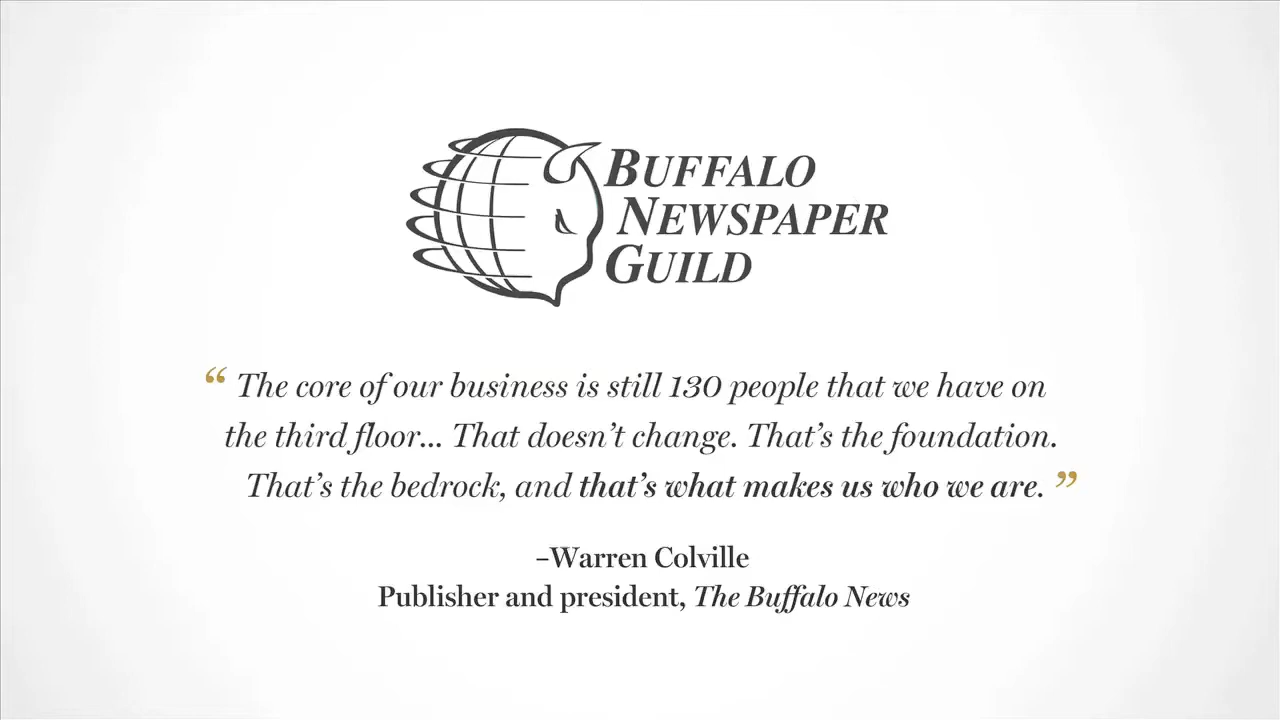 BUFFALO
NEWSPAPER
GUILD
“ The core of our business is still 130 people that we have on
the third floor... That doesn’t change. That’s the foundation.
That’s the bedrock, and that’s what makes us who we are. ”
–Warren Colville
Publisher and president, The Buffalo News